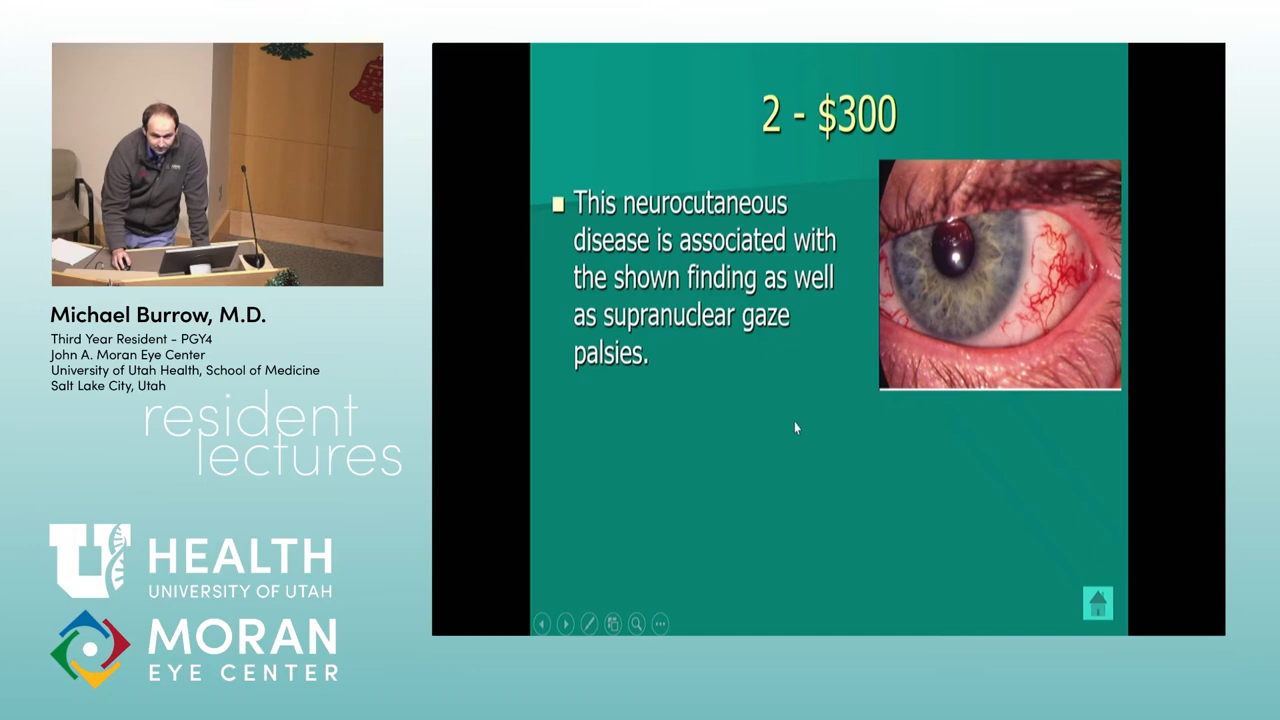 Michael Burrow, M.D.
Third Year Resident - PGY4
John A. Moran Eye Center
University of Utah Health, School of Medicine
Salt Lake City, Utah
resident
lectures
U HEALTH
UNIVERSITY OF UTAH
MORAN
EYE CENTER
2 - $300
This neurocutaneous
disease is associated with
the shown finding as well
as supranuclear gaze
palsies.